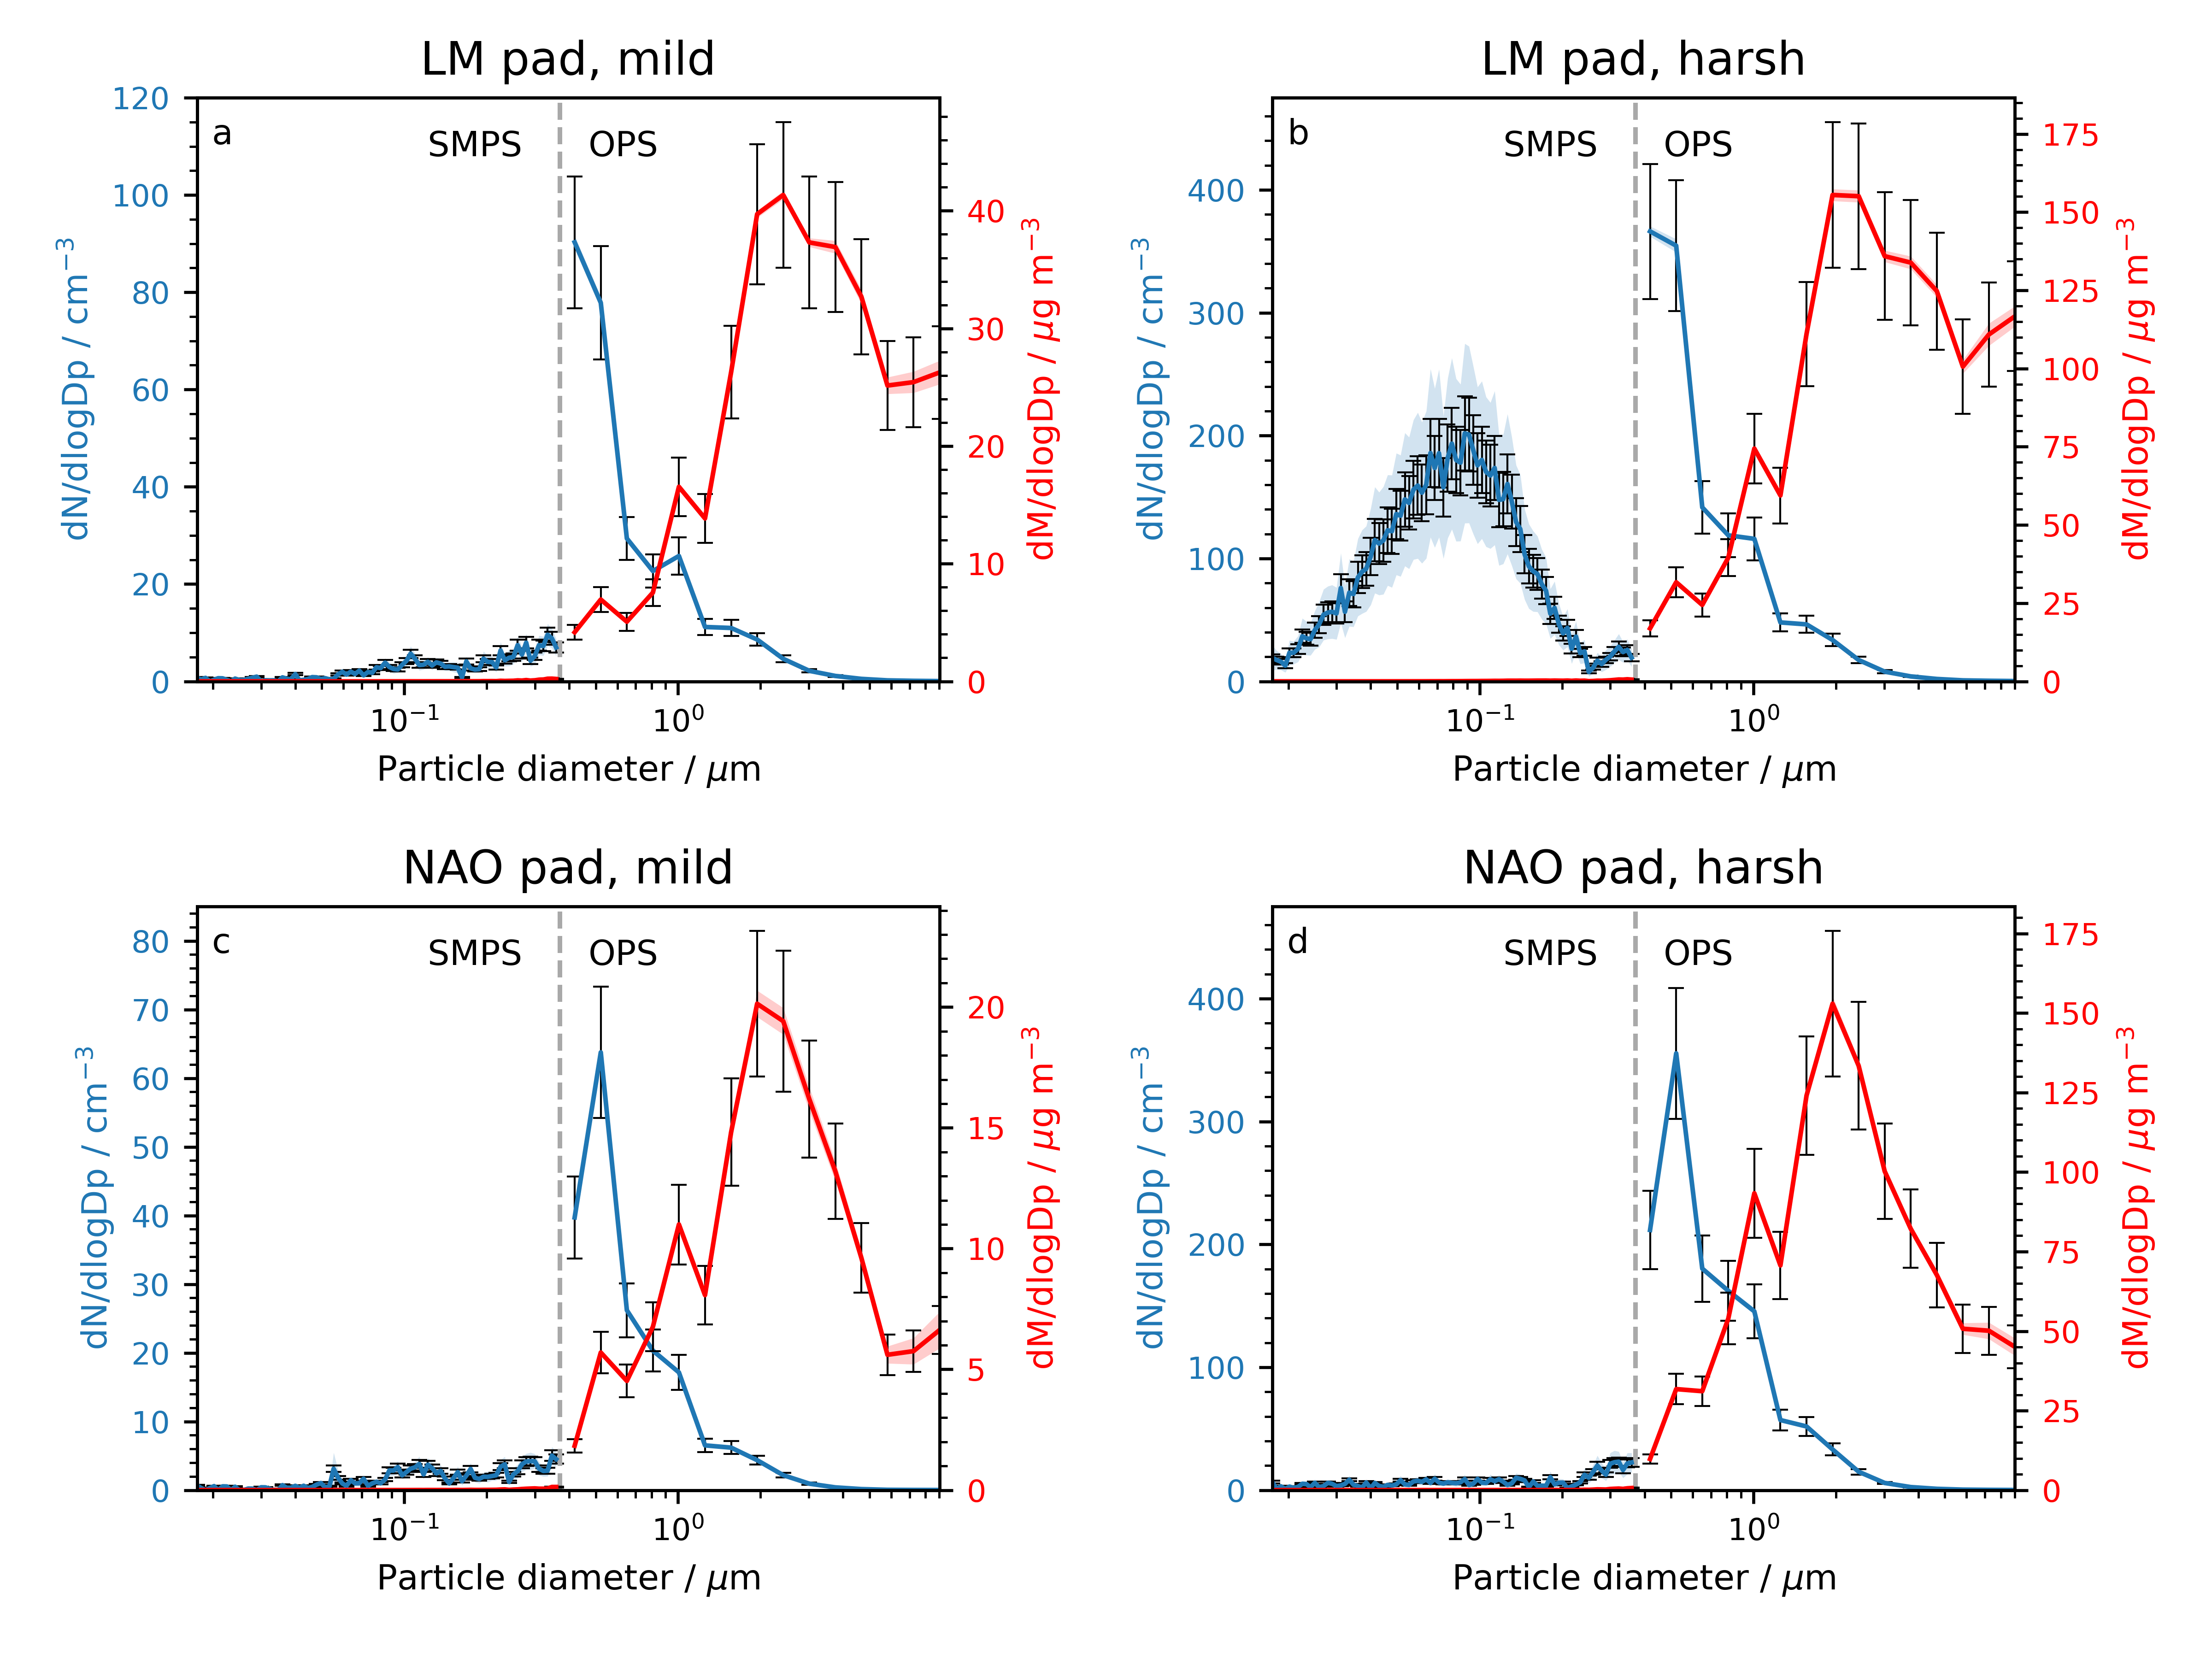 LM pad, mild
a
SMPS
OPS
120
100
80
60
40
20
0
dN/dlogDp / cm⁻³
40
30
20
10
0
dM/dlogDp / µg m⁻³
10⁻¹
10⁰
Particle diameter / µm
LM pad, harsh
b
SMPS
OPS
400
300
200
100
0
dN/dlogDp / cm⁻³
175
150
125
100
75
50
25
0
dM/dlogDp / µg m⁻³
10⁻¹
10⁰
Particle diameter / µm
NAO pad, mild
c
SMPS
OPS
80
70
60
50
40
30
20
10
0
dN/dlogDp / cm⁻³
20
15
10
5
0
dM/dlogDp / µg m⁻³
10⁻¹
10⁰
Particle diameter / µm
NAO pad, harsh
d
SMPS
OPS
400
300
200
100
0
dN/dlogDp / cm⁻³
175
150
125
100
75
50
25
0
dM/dlogDp / µg m⁻³
10⁻¹
10⁰
Particle diameter / µm